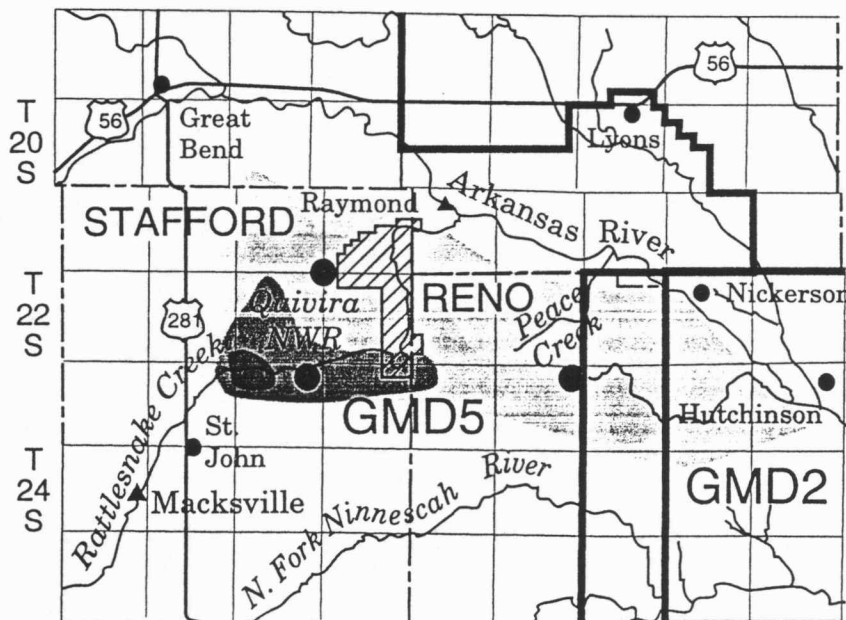 56
56
T
20
S
Great
Bend
Lyons
STAFFORD
Raymond
Arkansas River
T
22
S
281
Quivira
NWR
RENO
Peace
Creek
Nickerson
Rattlesnake Creek
GMD5
Hutchinson
St.
John
T
24
S
Macksville
N. Fork Ninnescah River
GMD2